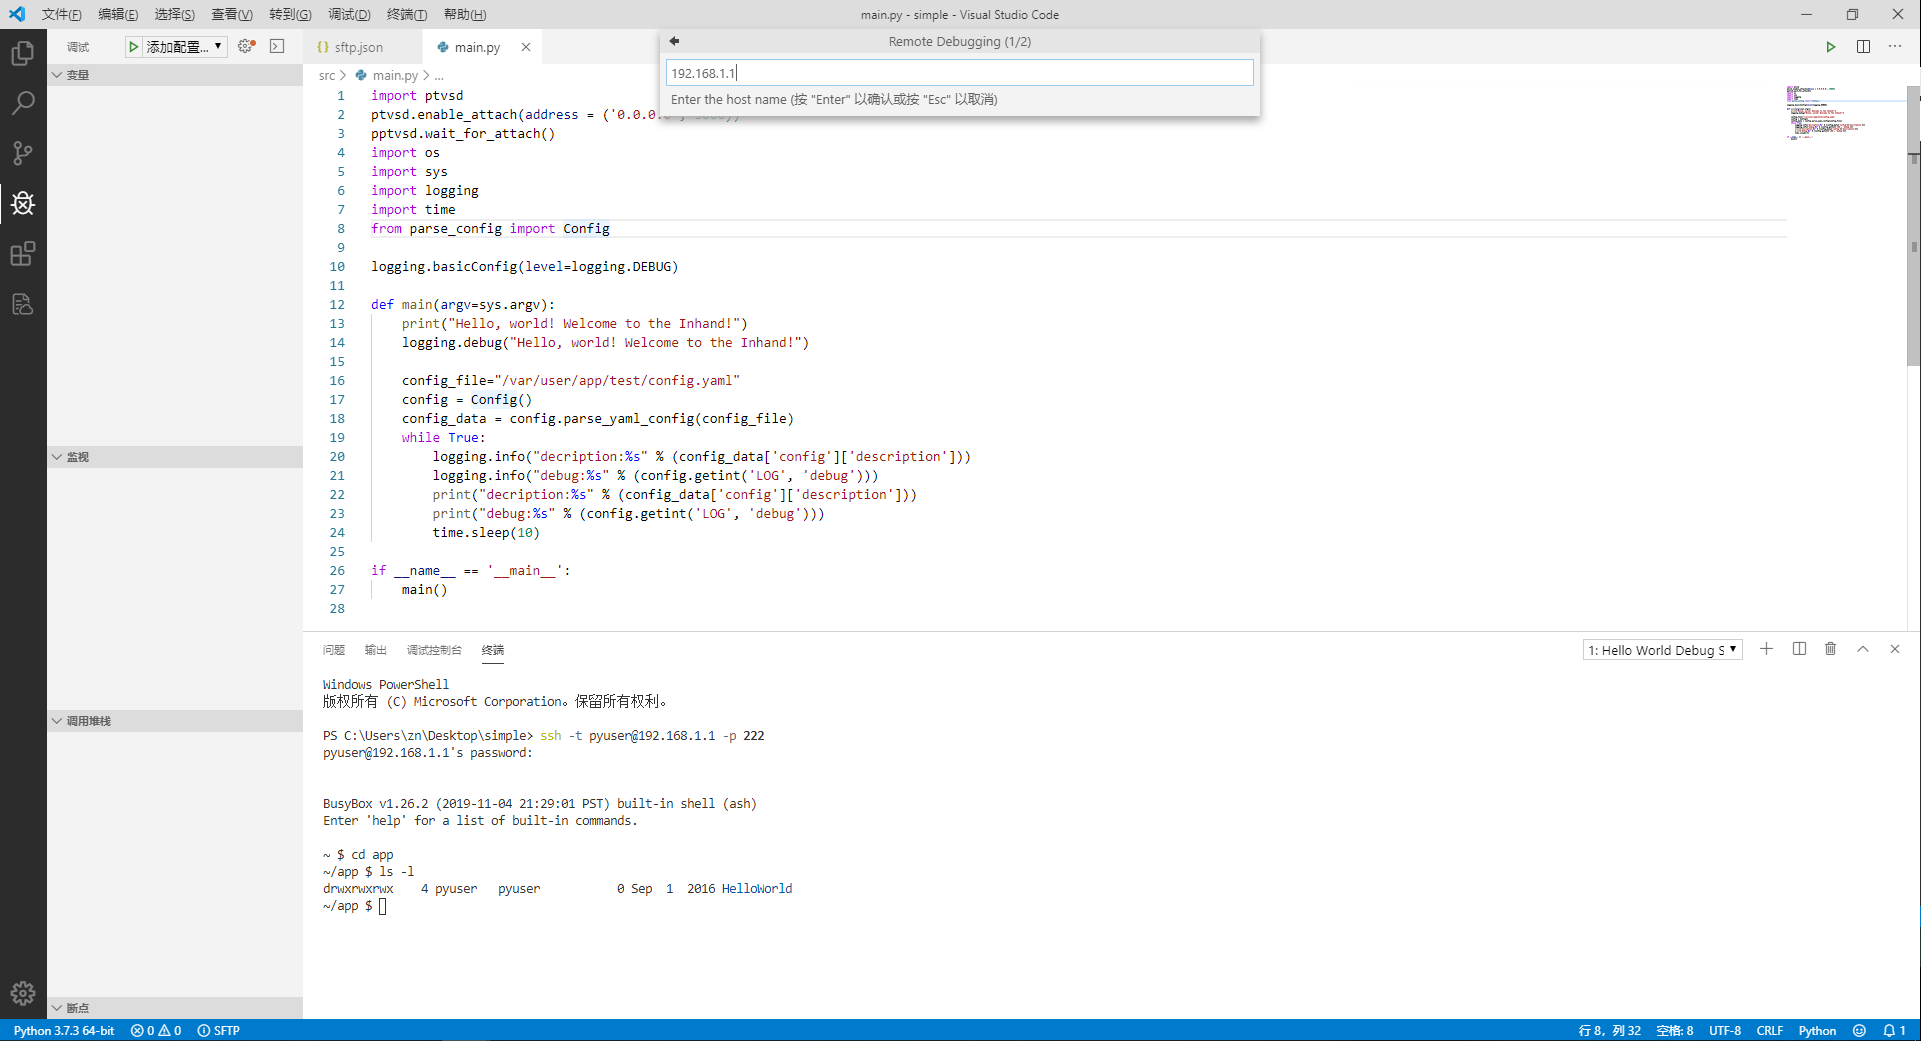 文件(F) 编辑(E) 选择(S) 查看(V) 转到(G) 调试(D) 终端(T) 帮助(H)
main.py - simple - Visual Studio Code
调试
添加配置...
sftp.json
main.py
Remote Debugging (1/2)
192.168.1.1
Enter the host name (按 "Enter" 以确认或按 "Esc" 以取消)
变量
监视
调用堆栈
断点
src > main.py > ...
1 import ptvsd
2 ptvsd.enable_attach(address = ('0.0.0.
3 pptvsd.wait_for_attach()
4 import os
5 import sys
6 import logging
7 import time
8 from parse_config import Config
9
10 logging.basicConfig(level=logging.DEBUG)
11
12 def main(argv=sys.argv):
13 print("Hello, world! Welcome to the Inhand!")
14 logging.debug("Hello, world! Welcome to the Inhand!")
15
16 config_file="/var/user/app/test/config.yaml"
17 config = Config()
18 config_data = config.parse_yaml_config(config_file)
19 while True:
20 logging.info("decription:%s" % (config_data['config']['description']))
21 logging.info("debug:%s" % (config.getint('LOG', 'debug')))
22 print("decription:%s" % (config_data['config']['description']))
23 print("debug:%s" % (config.getint('LOG', 'debug')))
24 time.sleep(10)
25
26 if __name__ == '__main__':
27 main()
28
问题 输出 调试控制台 终端
1: Hello World Debug S
Windows PowerShell
版权所有 (C) Microsoft Corporation。保留所有权利。
PS C:\Users\zn\Desktop\simple> ssh -t pyuser@192.168.1.1 -p 222
pyuser@192.168.1.1's password:
BusyBox v1.26.2 (2019-11-04 21:29:01 PST) built-in shell (ash)
Enter 'help' for a list of built-in commands.
~ $ cd app
~/app $ ls -l
drwxrwxrwx 4 pyuser pyuser 0 Sep 1 2016 HelloWorld
~/app $
Python 3.7.3 64-bit 0 0 SFTP
行 8，列 32 空格: 8 UTF-8 CRLF Python 1